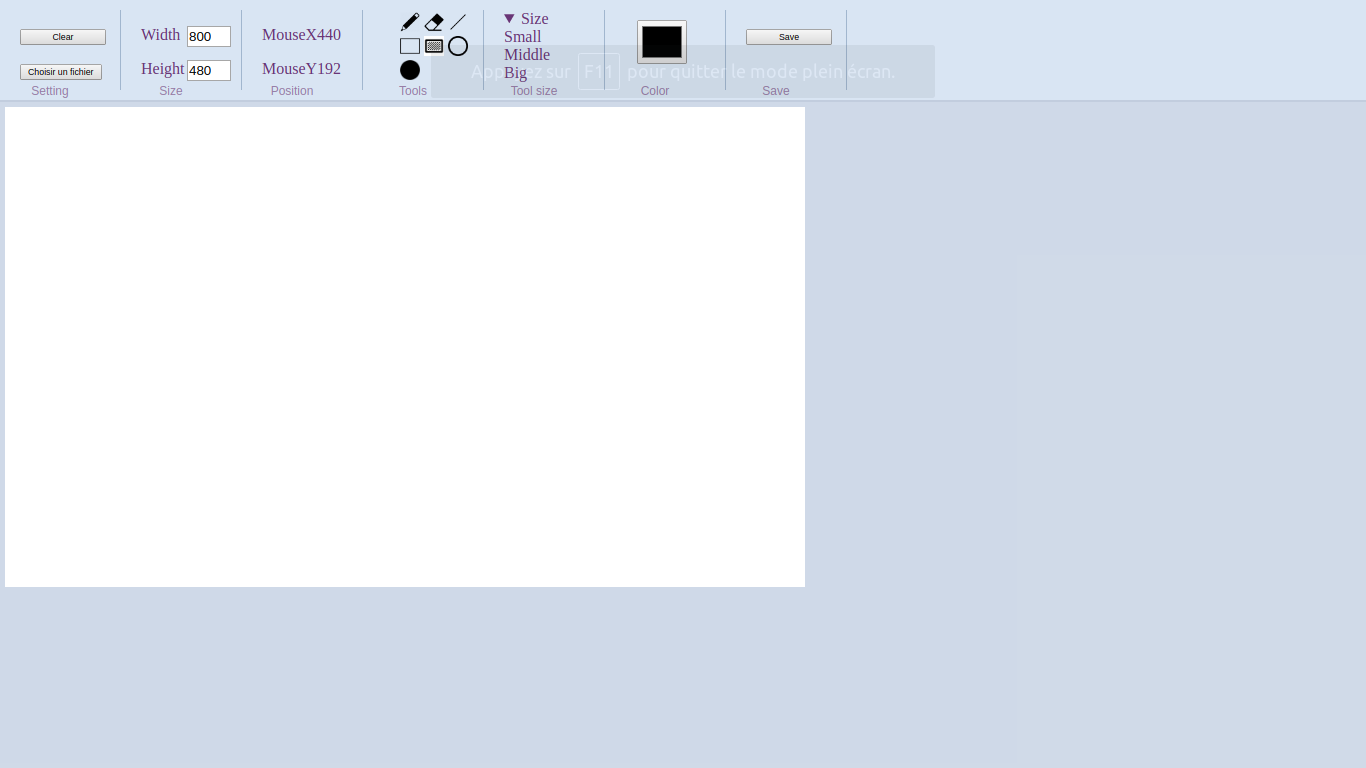 Clear
Choisir un fichier
Setting
Width 800
Height 480
Size
MouseX440
MouseY192
Position
Tools
▼ Size
Small
Middle
Big
Tool size
Color
Save
Save
Appuyez sur F11 pour quitter le mode plein écran.